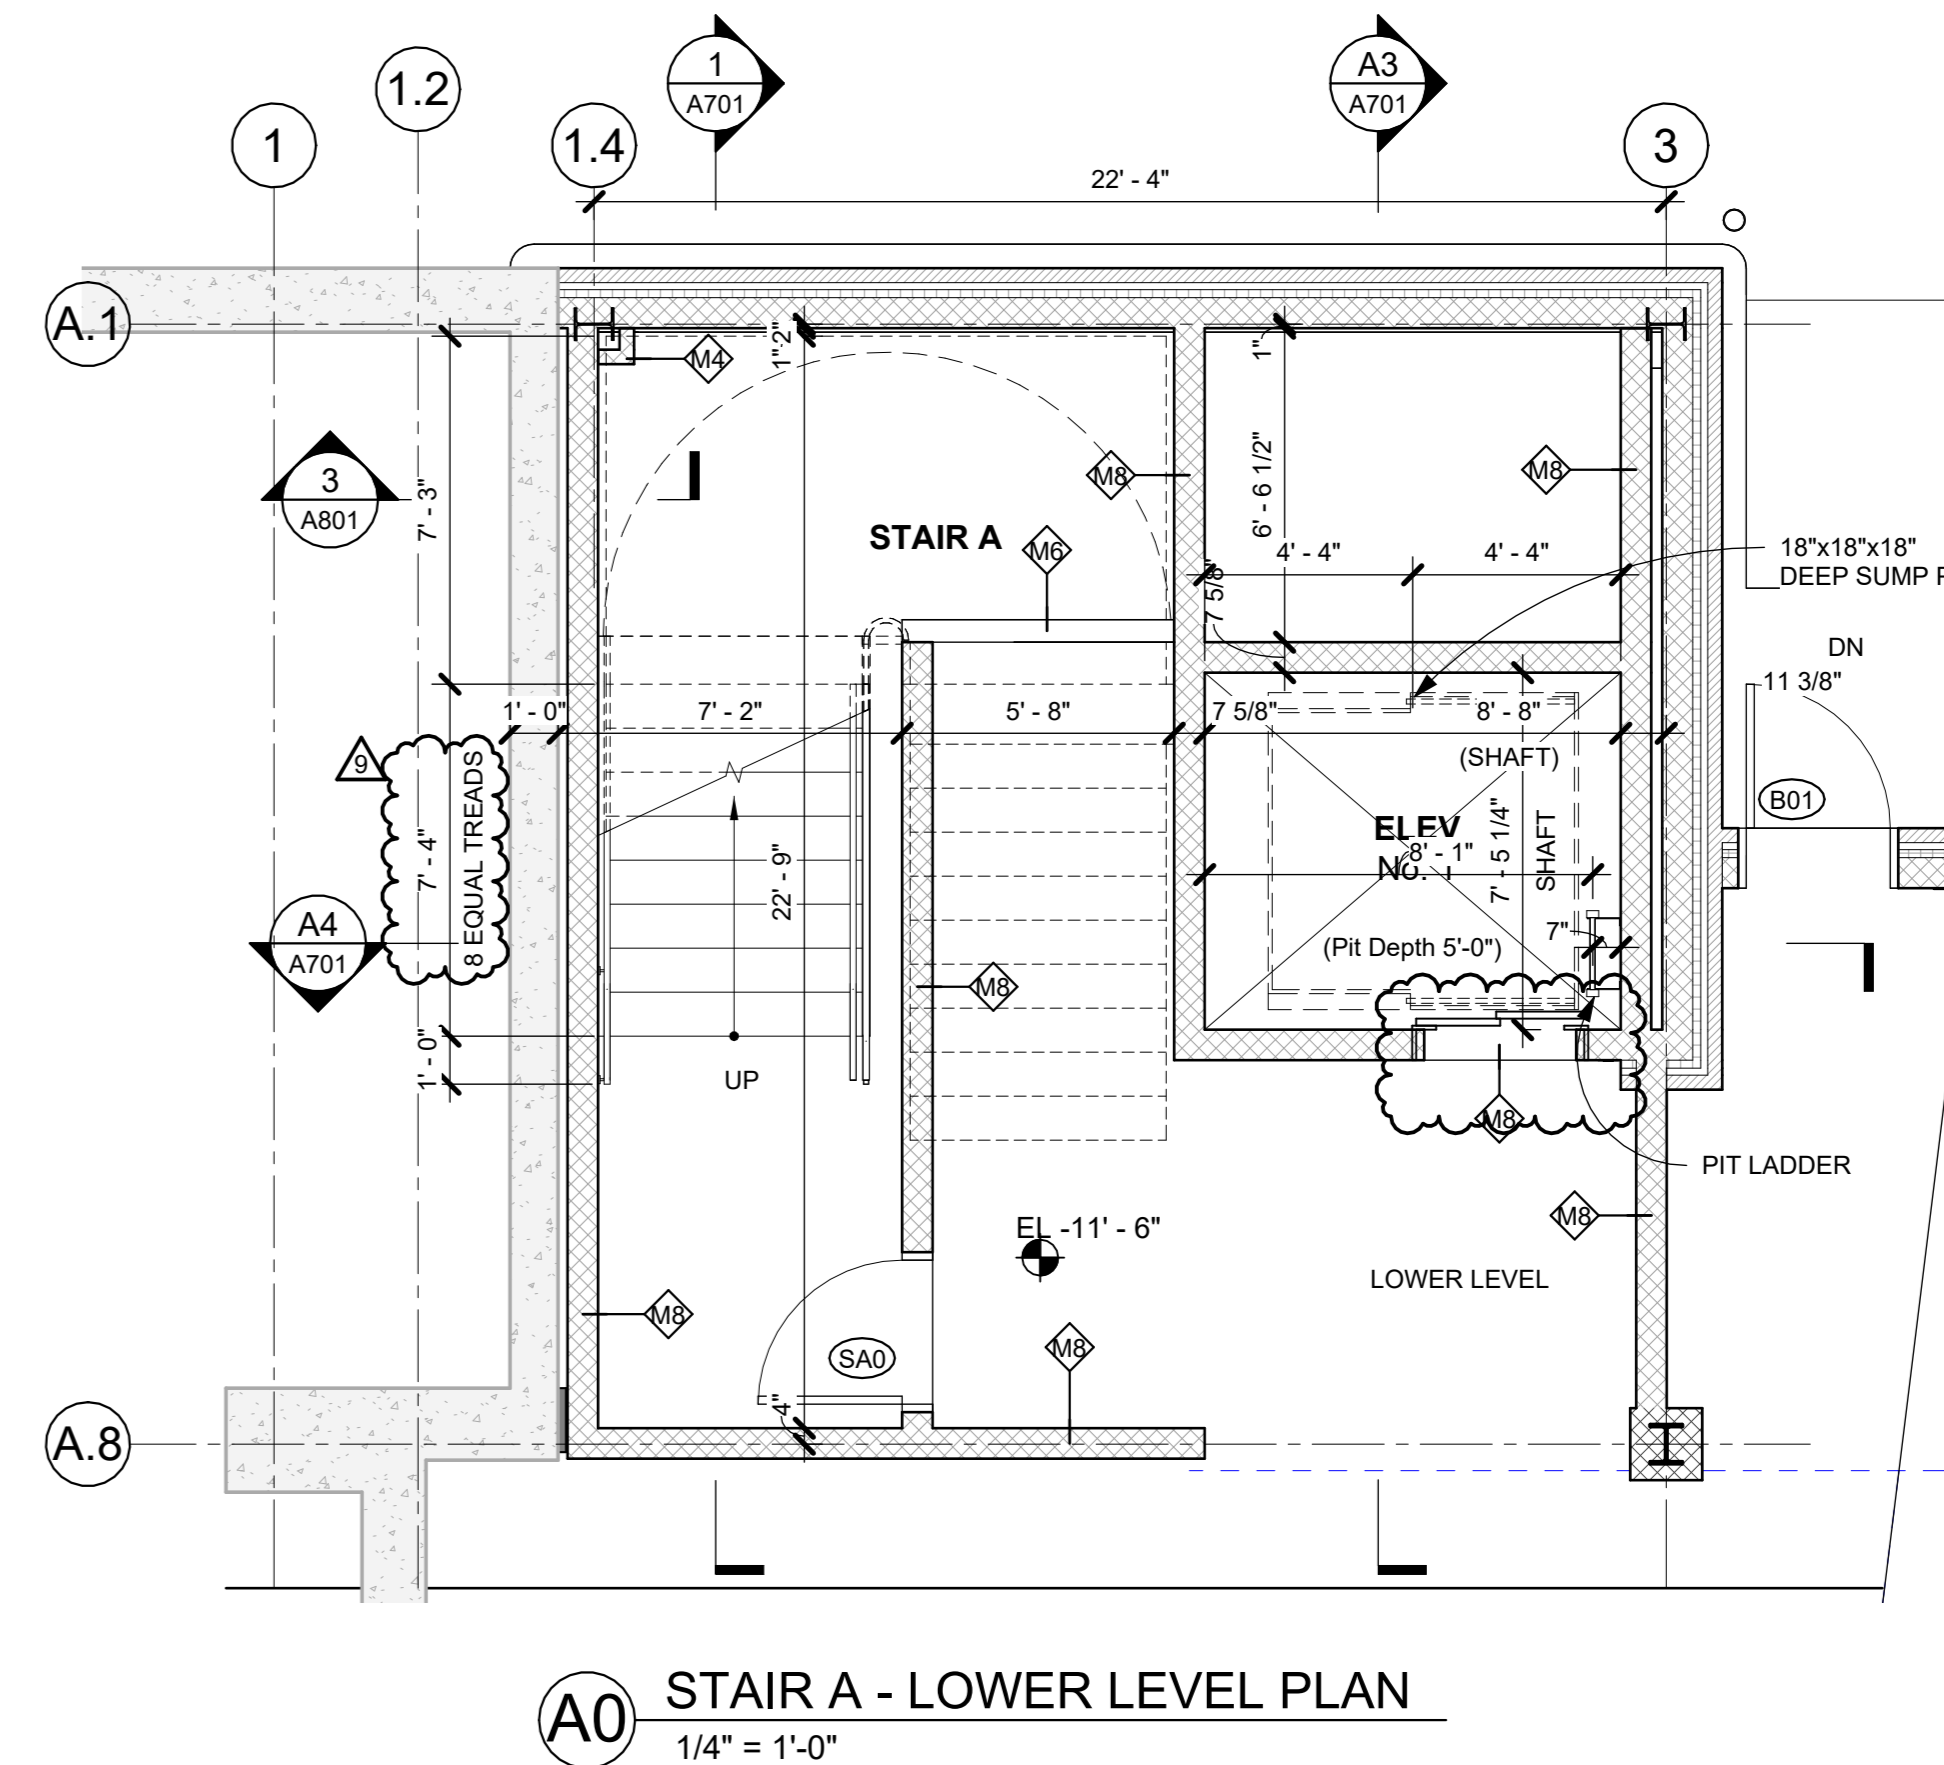 1
A701
A3
A701
1
1.2
1.4
3
22' - 4"
A.1
M4
1"
2"
1"
3
A801
7' - 3"
M8
M8
6' - 6 1/2"
STAIR A
M6
4' - 4"
4' - 4"
18"x18"x18"
DEEP SUMP
7 5/8"
DN
11 3/8"
1' - 0"
7' - 2"
5' - 8"
7 5/8"
8' - 8"
(SHAFT)
9
8 EQUAL TREADS
7' - 4"
B01
ELEV
8' - 1"
7' - 5 1/4"
SHAFT
22' - 9"
A4
A701
7"
(Pit Depth 5'-0")
M8
1' - 0"
UP
M8
PIT LADDER
EL -11' - 6"
M8
LOWER LEVEL
M8
SA0
M8
4"
A.8
A0
STAIR A - LOWER LEVEL PLAN
1/4" = 1'-0"